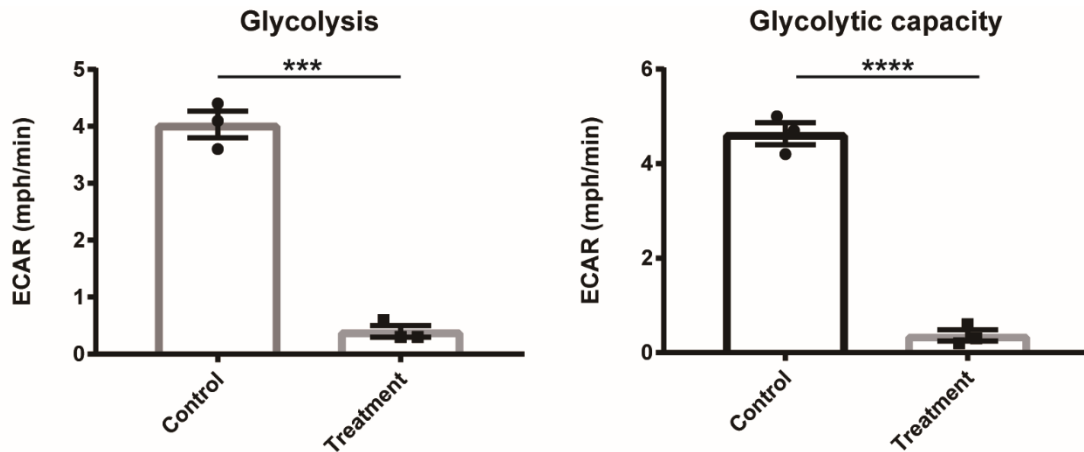 Glycolysis
***
ECAR (mph/min)
5
4
3
2
1
0
Control
Treatment
Glycolytic capacity
****
ECAR (mph/min)
6
4
2
0
Control
Treatment